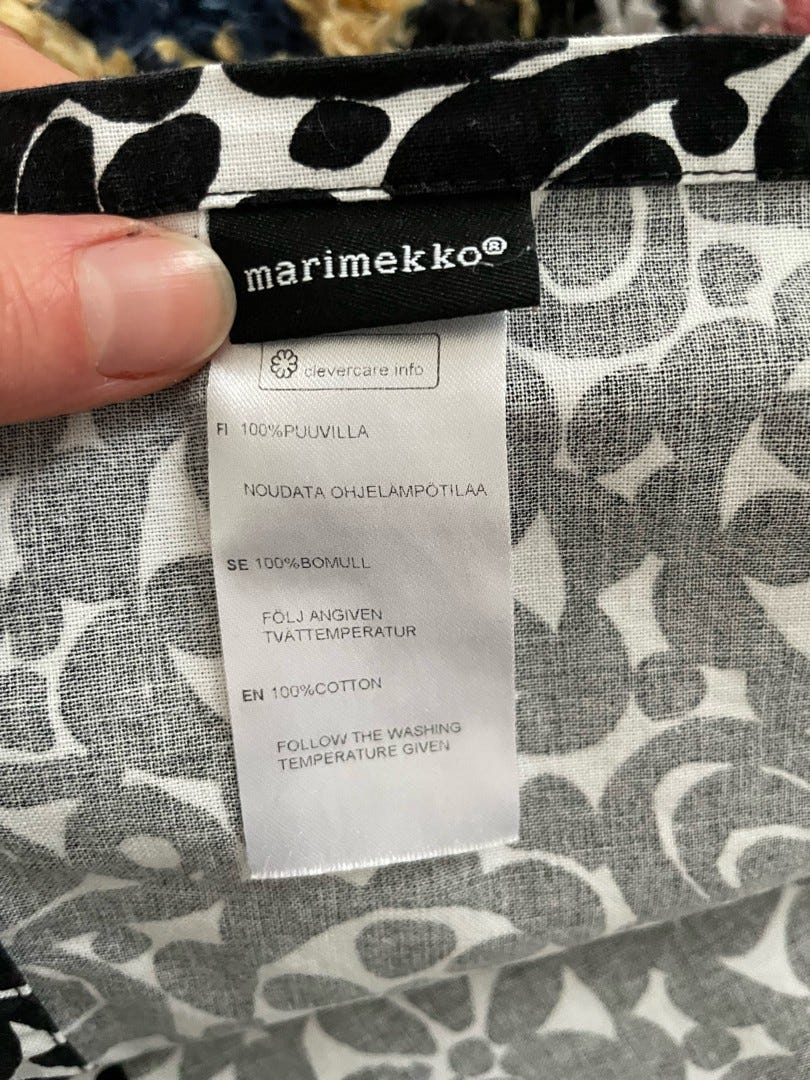 marimekko®
clevercare.info
FI 100%PUUVILLA
NOUDATA OHJELÄMPÖTILAA
SE 100%BOMULL
FÖLJ ANGIVEN
TVÄTTEMPERATUR
EN 100%COTTON
FOLLOW THE WASHING
TEMPERATURE GIVEN